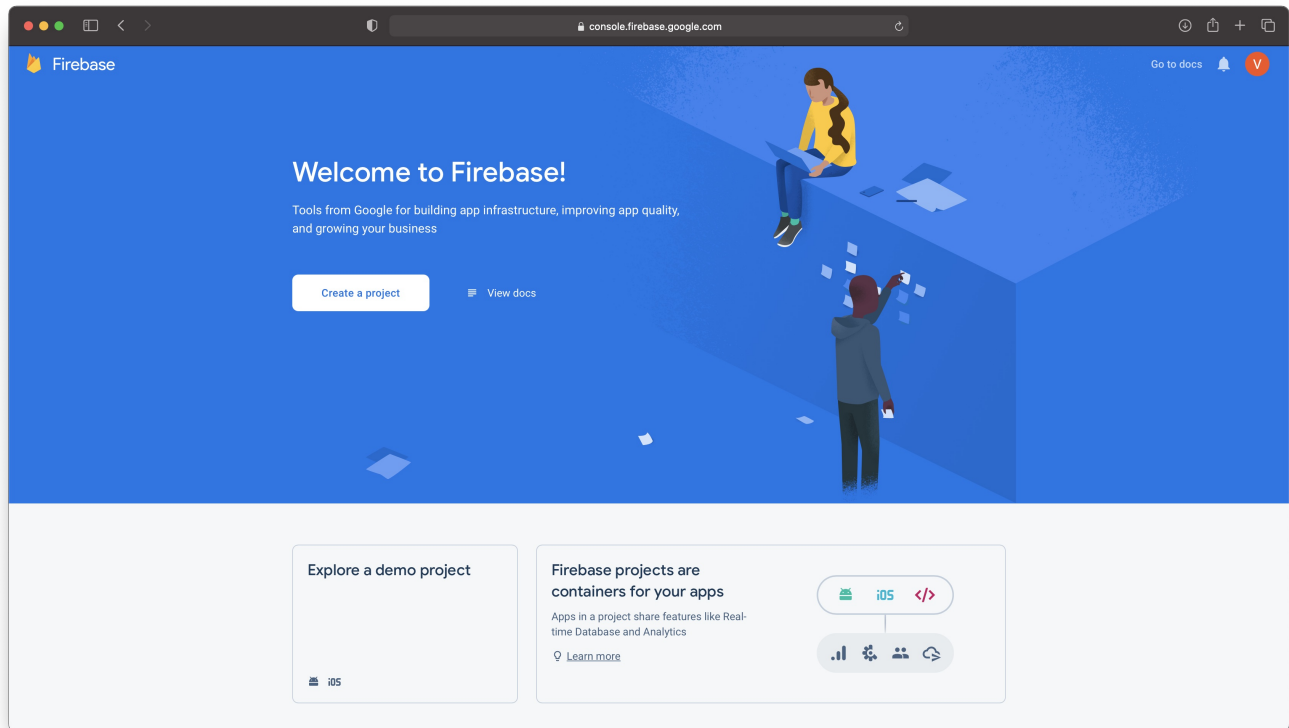 console.firebase.google.com
Firebase
Go to docs
V
Welcome to Firebase!
Tools from Google for building app infrastructure, improving app quality,
and growing your business
Create a project
View docs
Explore a demo project
iOS
Firebase projects are
containers for your apps
Apps in a project share features like Real-
time Database and Analytics
Learn more
iOS </>